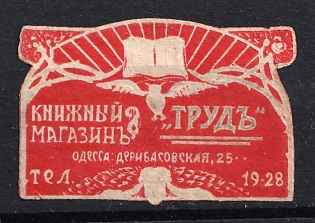 КНИЖНЫЙ
МАГАЗИНЪ
„ТРУДЪ“
ОДЕССА: ДЕРИБАСОВСКАЯ, 25.
ТЕЛ. 19-28